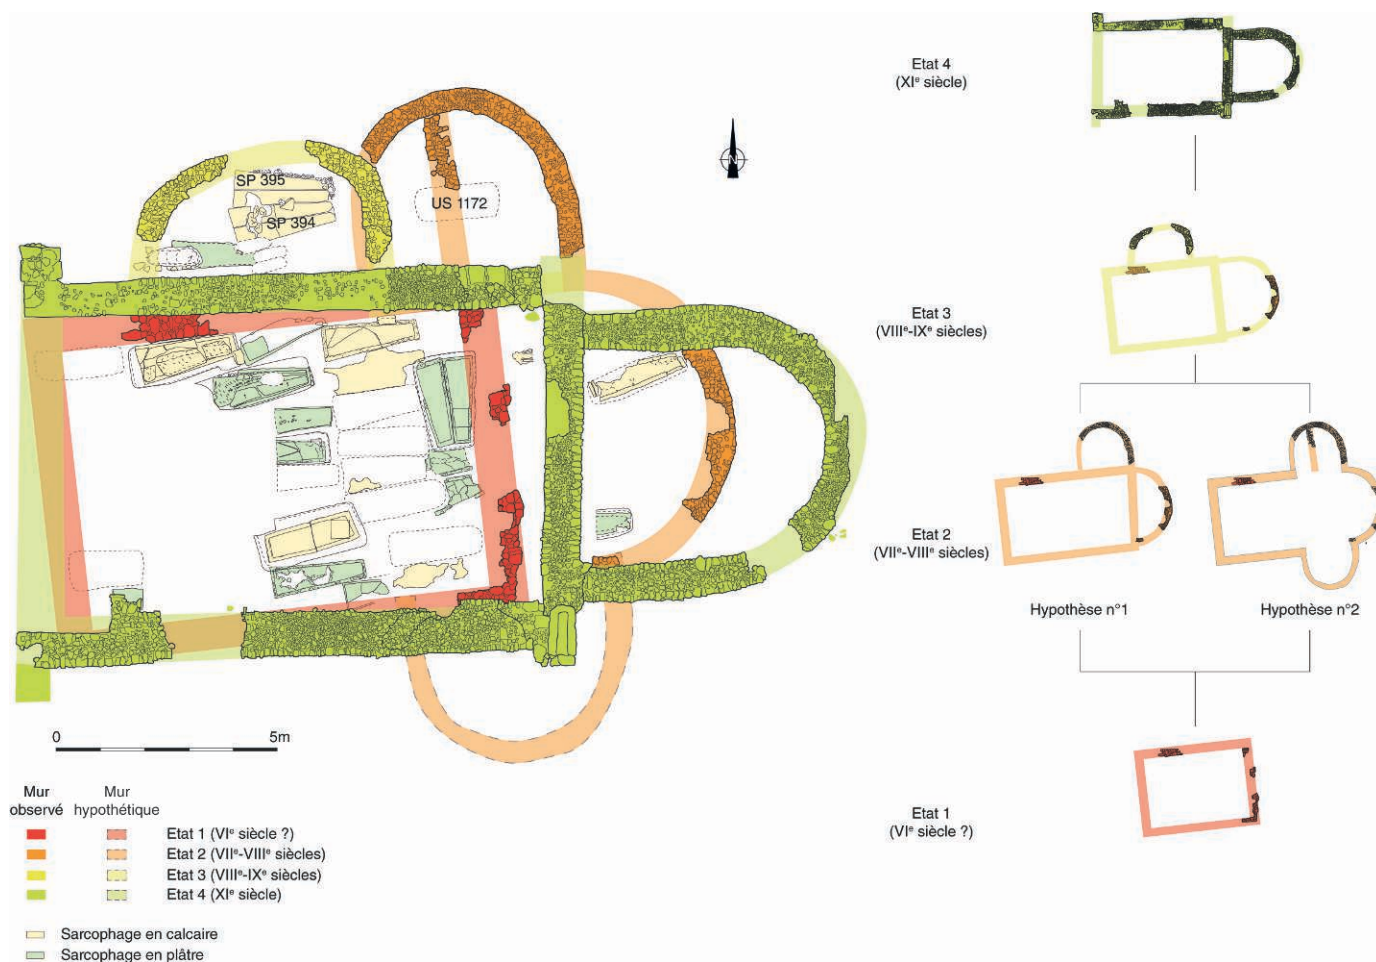 SP 395
SP 394
US 1172
N
0 5m
Mur observé
Mur hypothétique
Etat 1 (VIᵉ siècle ?)
Etat 2 (VIIᵉ-VIIIᵉ siècles)
Etat 3 (VIIIᵉ-IXᵉ siècles)
Etat 4 (XIᵉ siècle)
Sarcophage en calcaire
Sarcophage en plâtre
Etat 4
(XIᵉ siècle)
Etat 3
(VIIIᵉ-IXᵉ siècles)
Etat 2
(VIIᵉ-VIIIᵉ siècles)
Hypothèse n°1
Hypothèse n°2
Etat 1
(VIᵉ siècle ?)